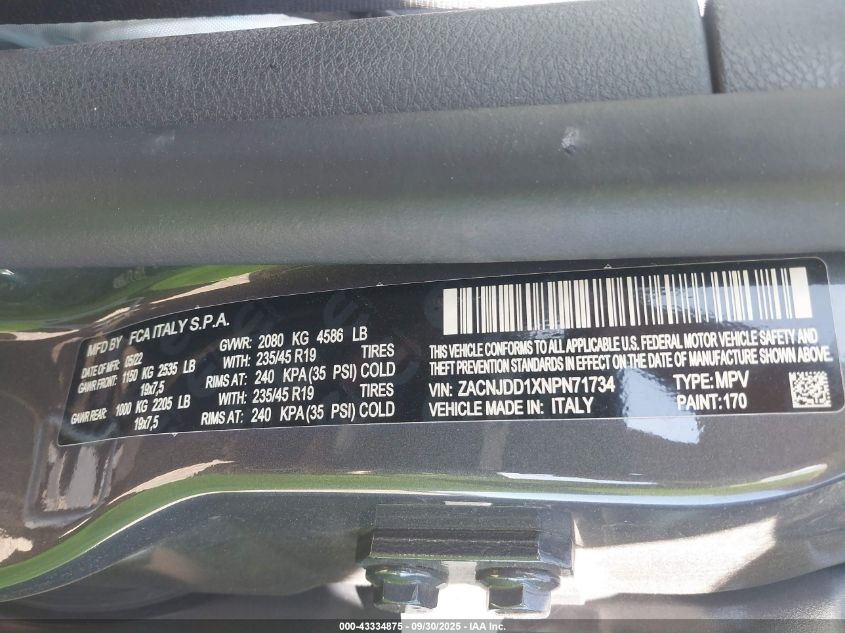 MFD BY FCA ITALY S.P.A.
DATE OF MFR: 05/22 GVWR: 2080 KG 4586 LB
GAWR FRONT: 1150 KG 2535 LB WITH: 235/45 R19 TIRES
19x7,5 RIMS AT: 240 KPA(35 PSI) COLD
GAWR REAR: 1000 KG 2205 LB WITH: 235/45 R19 TIRES
19x7,5 RIMS AT: 240 KPA(35 PSI) COLD
THIS VEHICLE CONFORMS TO ALL APPLICABLE U.S. FEDERAL MOTOR VEHICLE SAFETY AND
THEFT PREVENTION STANDARDS IN EFFECT ON THE DATE OF MANUFACTURE SHOWN ABOVE.
VIN: ZACNJDD1XNPN71734 TYPE: MPV
VEHICLE MADE IN: ITALY PAINT: 170
000-43334875 - 09/30/2025 - IAA Inc.